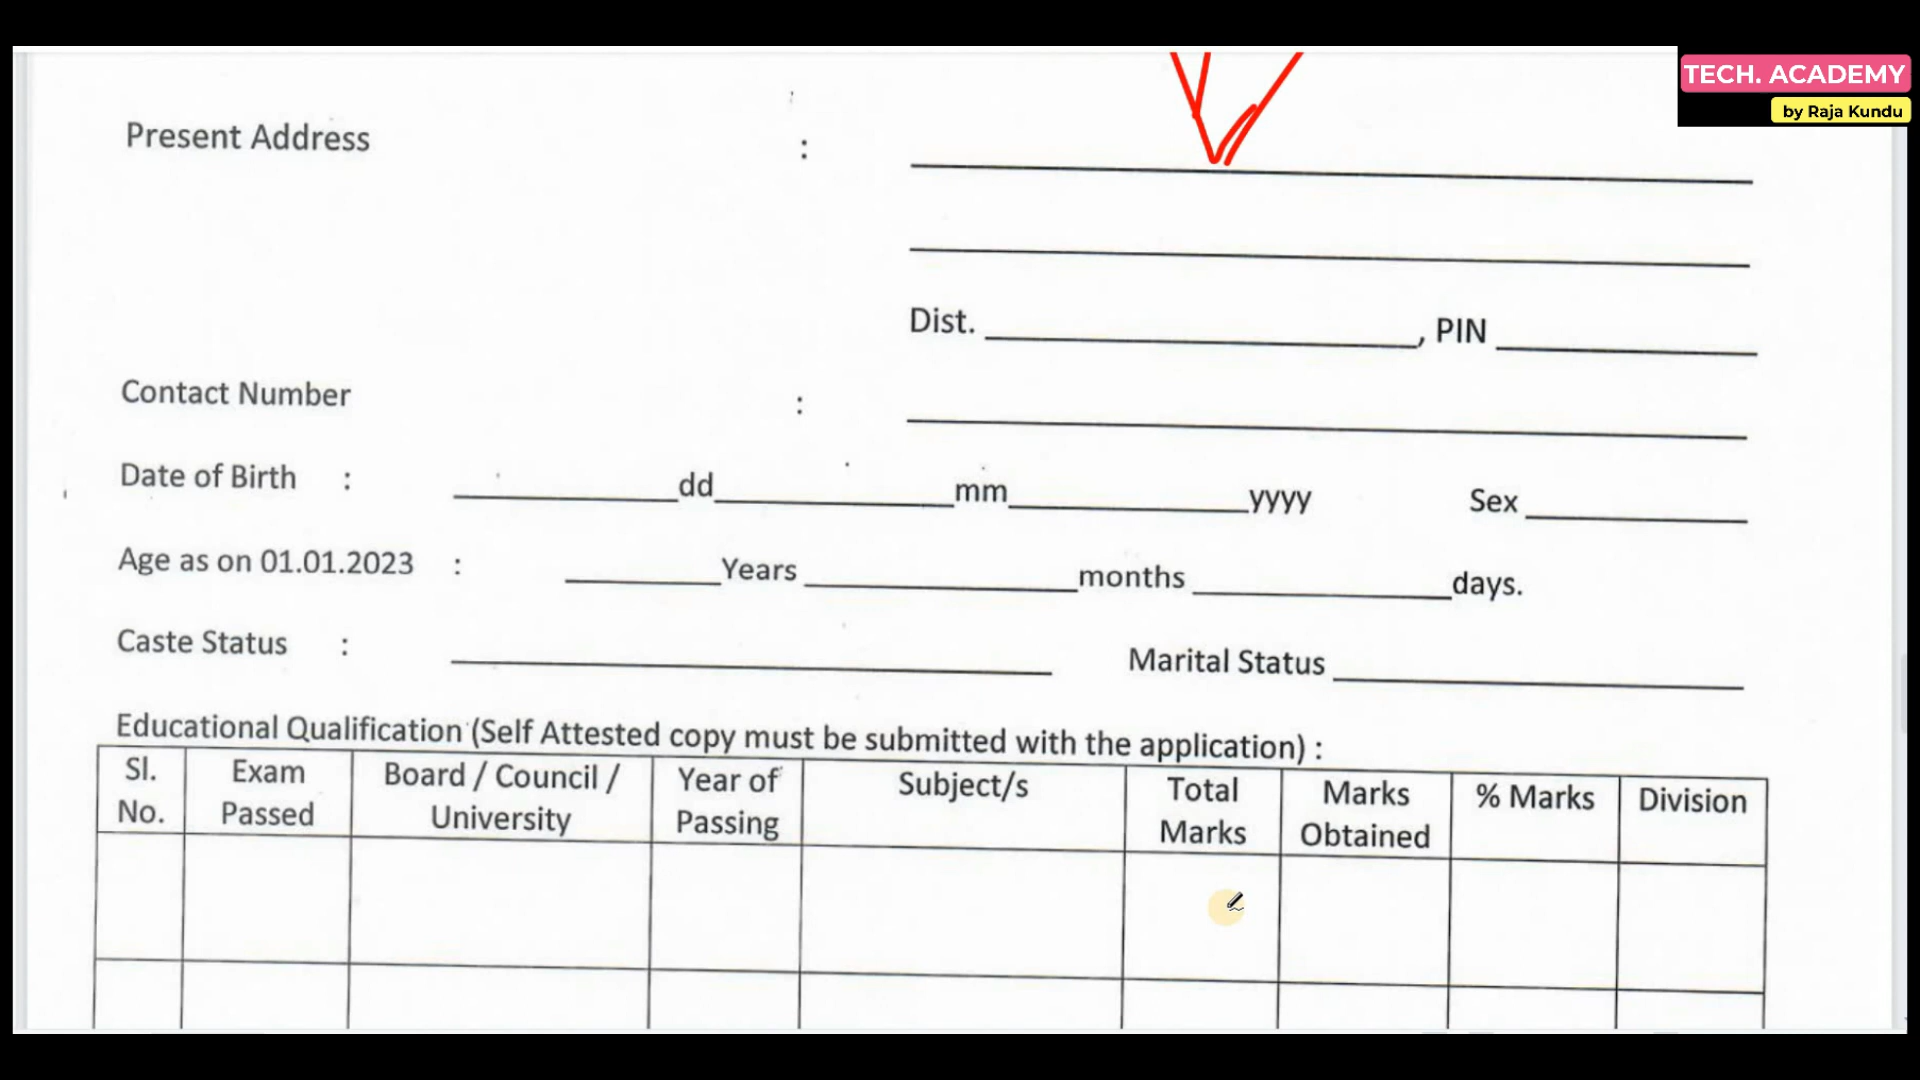 TECH. ACADEMY
by Raja Kundu
Present Address :
Dist. , PIN
Contact Number :
Date of Birth : dd mm yyyy Sex
Age as on 01.01.2023 : Years months days.
Caste Status : Marital Status
Educational Qualification (Self Attested copy must be submitted with the application) :
Sl. No. Exam Passed Board / Council / University Year of Passing Subject/s Total Marks Marks Obtained % Marks Division